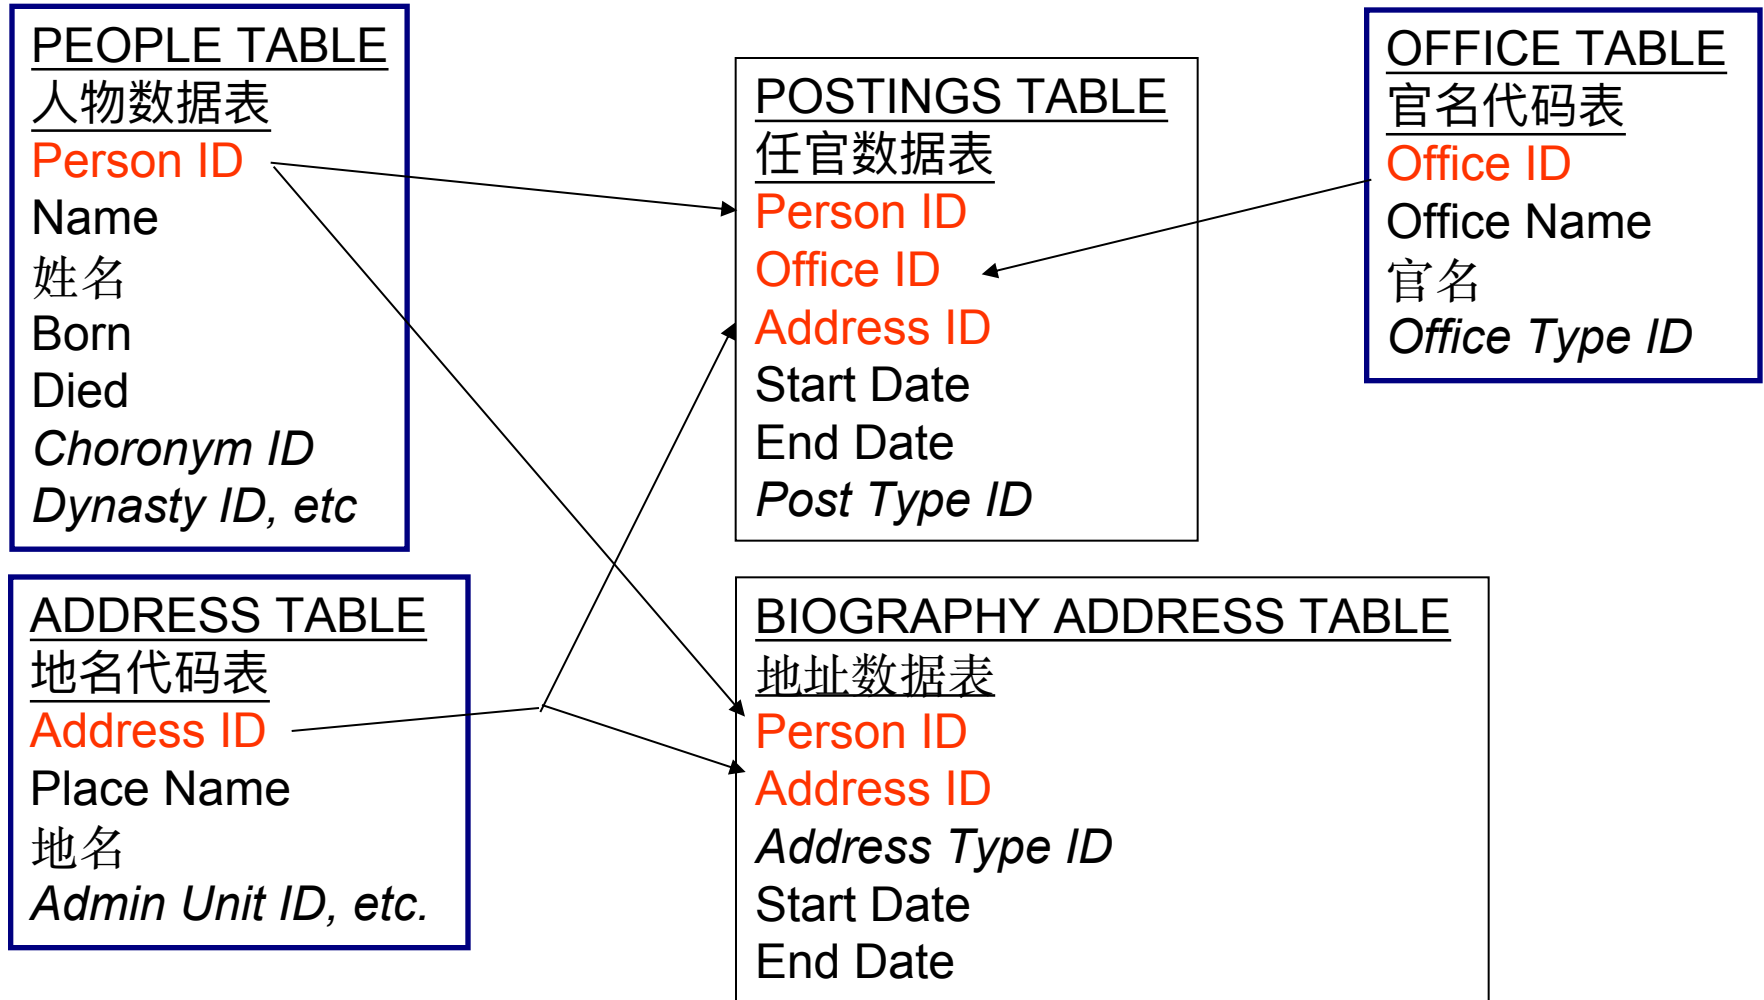 PEOPLE TABLE
人物数据表
Person ID
Name
姓名
Born
Died
Choronym ID
Dynasty ID, etc
POSTINGS TABLE
任官数据表
Person ID
Office ID
Address ID
Start Date
End Date
Post Type ID
OFFICE TABLE
官名代码表
Office ID
Office Name
官名
Office Type ID
ADDRESS TABLE
地名代码表
Address ID
Place Name
地名
Admin Unit ID, etc.
BIOGRAPHY ADDRESS TABLE
地址数据表
Person ID
Address ID
Address Type ID
Start Date
End Date